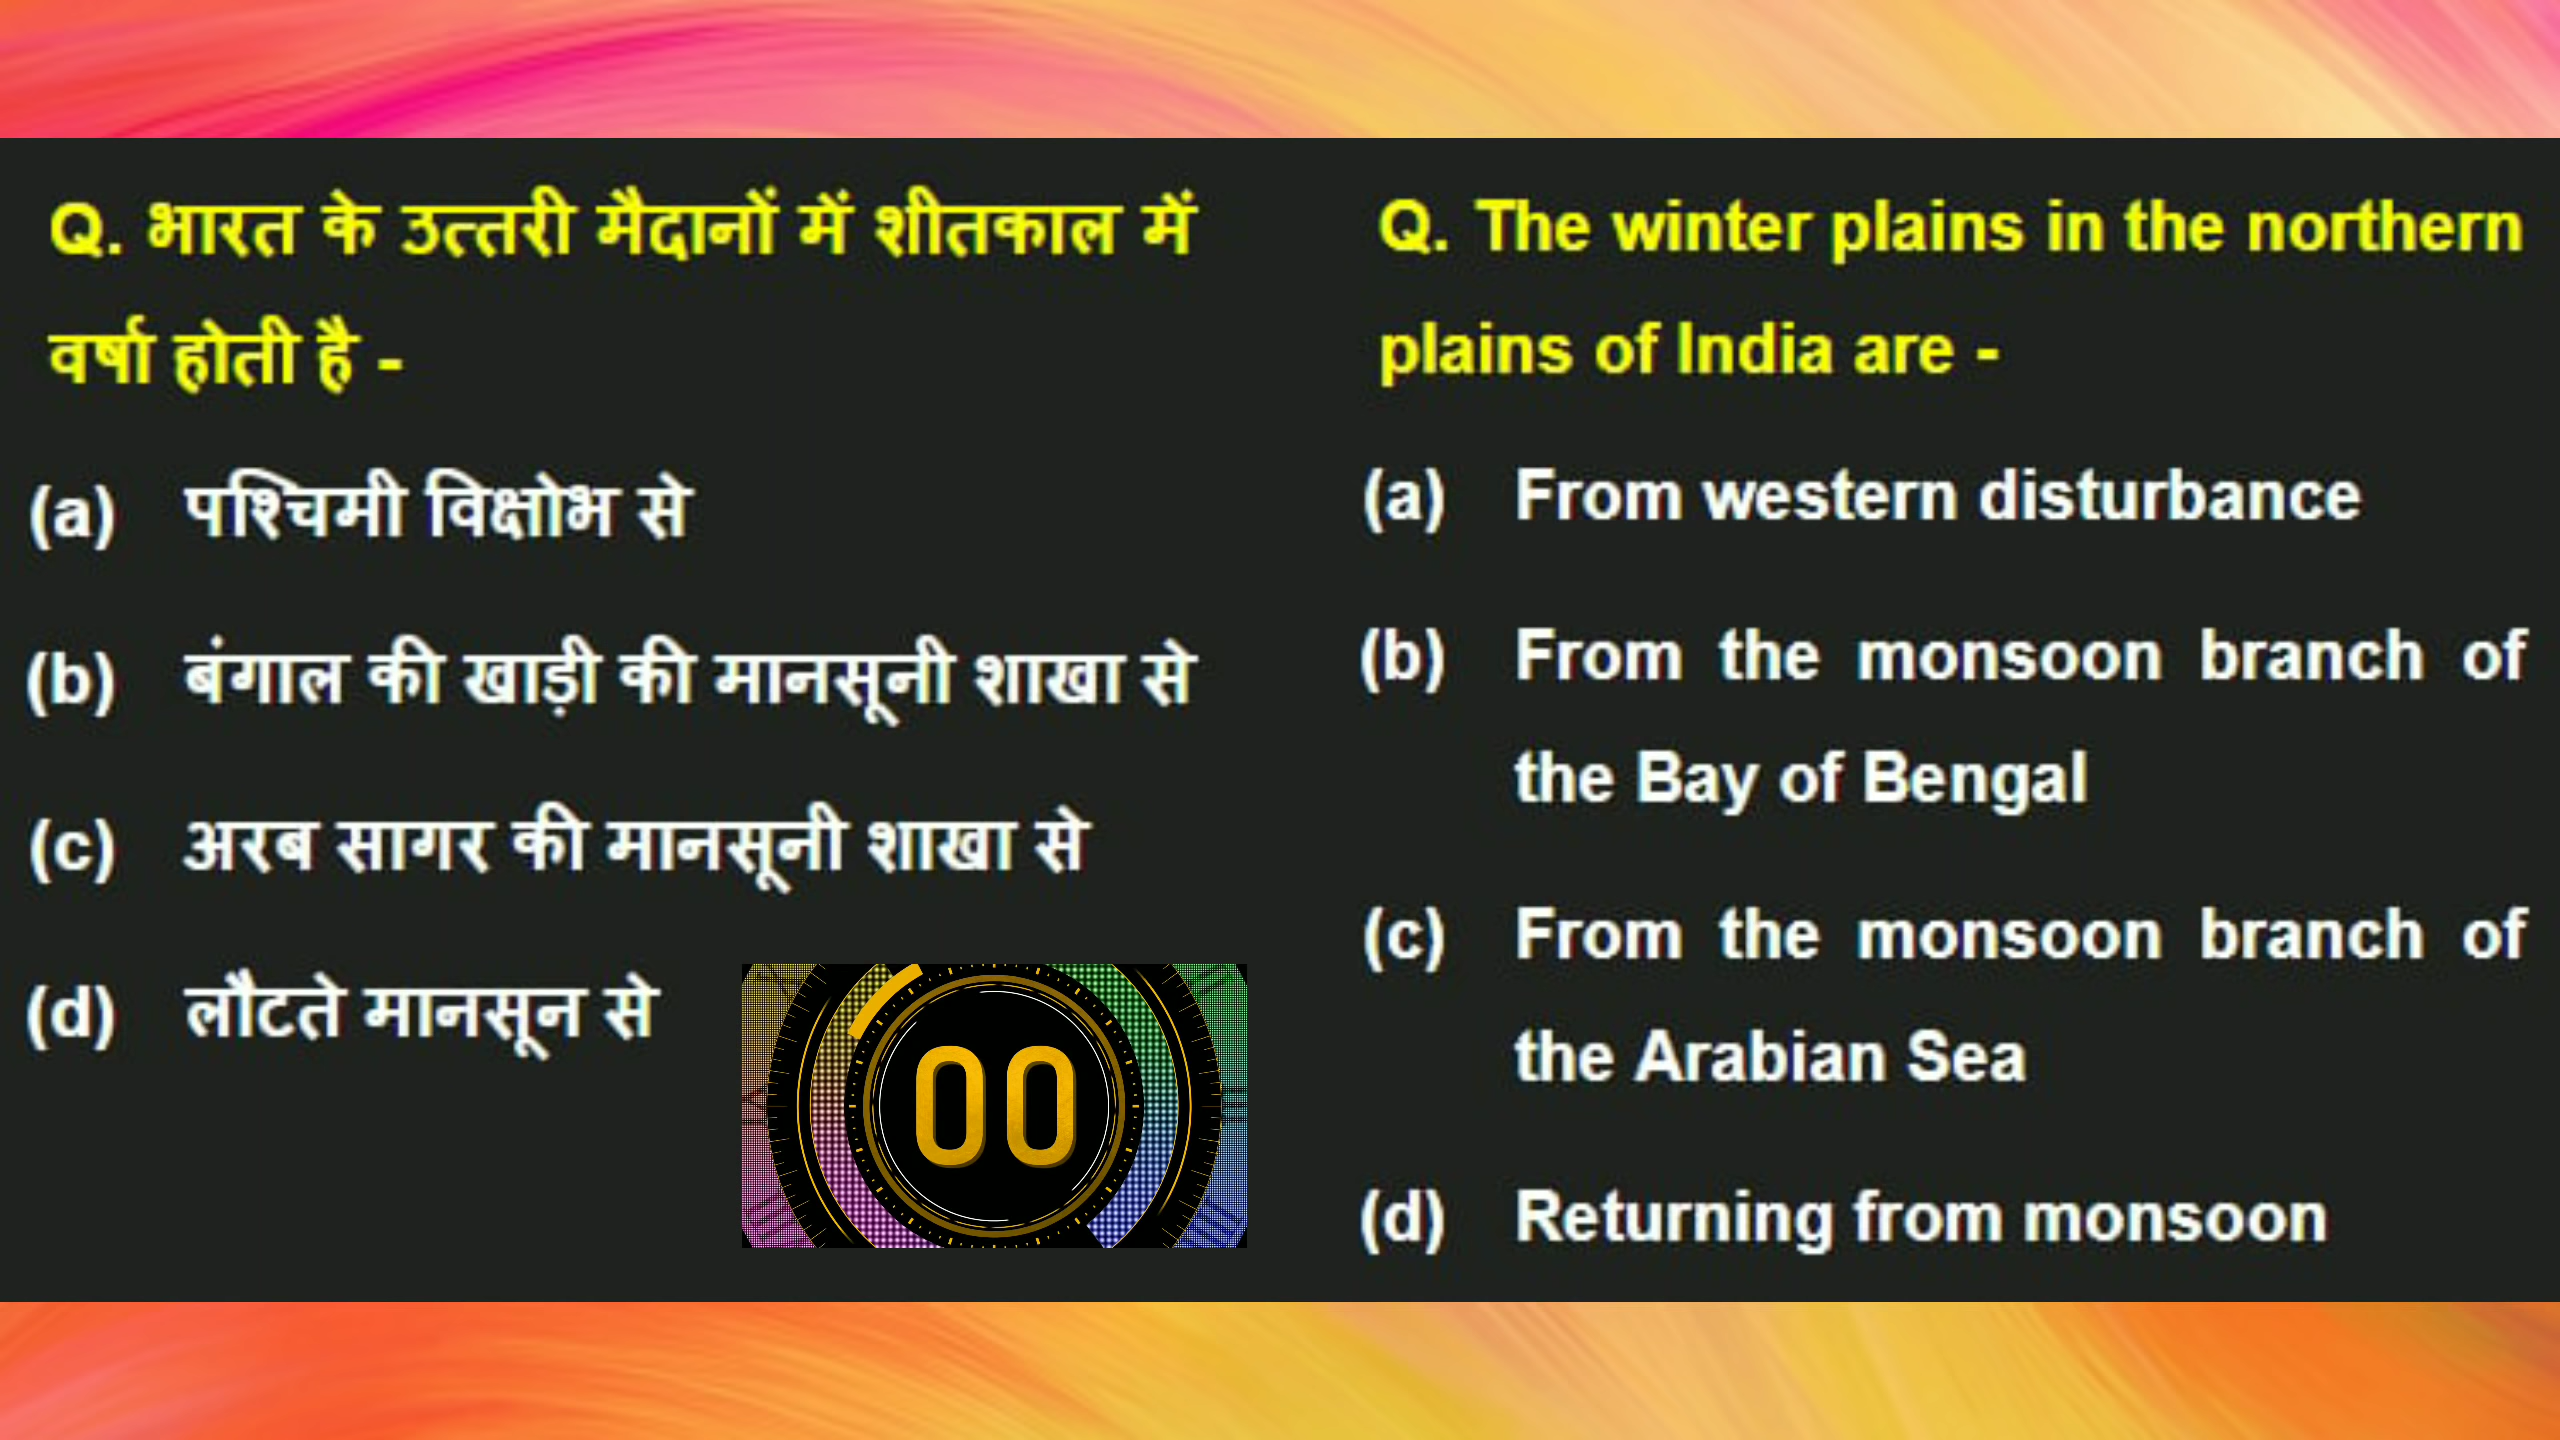 Q. भारत के उत्तरी मैदानों में शीतकाल में
वर्षा होती है -
(a) पश्चिमी विक्षोभ से
(b) बंगाल की खाड़ी की मानसूनी शाखा से
(c) अरब सागर की मानसूनी शाखा से
(d) लौटते मानसून से
00
Q. The winter plains in the northern
plains of India are -
(a) From western disturbance
(b) From the monsoon branch of
the Bay of Bengal
(c) From the monsoon branch of
the Arabian Sea
(d) Returning from monsoon